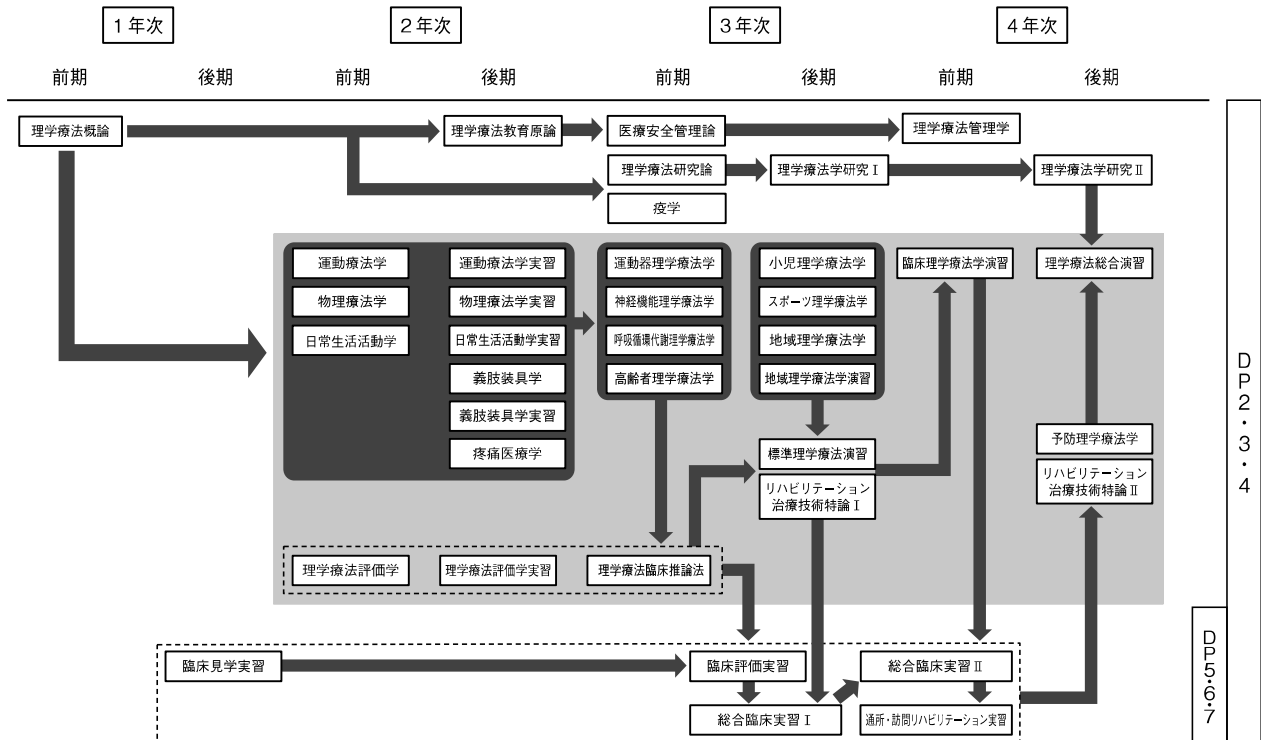 1年次
2年次
3年次
4年次
前期
後期
前期
後期
前期
後期
前期
後期
理学療法概論
理学療法教育原論
医療安全管理論
理学療法管理学
理学療法研究論
理学療法学研究Ⅰ
理学療法学研究Ⅱ
疫学
運動療法学
運動療法学実習
運動器理学療法学
小児理学療法学
臨床理学療法学演習
理学療法総合演習
物理療法学
物理療法学実習
神経機能理学療法学
スポーツ理学療法学
日常生活活動学
日常生活活動学実習
呼吸循環代謝理学療法学
地域理学療法学
義肢装具学
高齢者理学療法学
地域理学療法学演習
義肢装具学実習
疼痛医療学
標準理学療法演習
予防理学療法学
リハビリテーション
治療技術特論Ⅰ
リハビリテーション
治療技術特論Ⅱ
理学療法評価学
理学療法評価学実習
理学療法臨床推論法
臨床見学実習
臨床評価実習
総合臨床実習Ⅱ
総合臨床実習Ⅰ
通所・訪問リハビリテーション実習
DP2・3・4
DP5・6・7